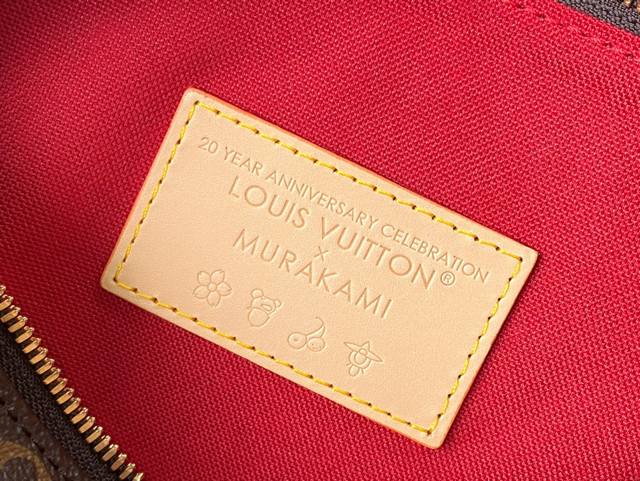 20 YEAR ANNIVERSARY CELEBRATION
LOUIS VUITTON®
×
MURAKAMI